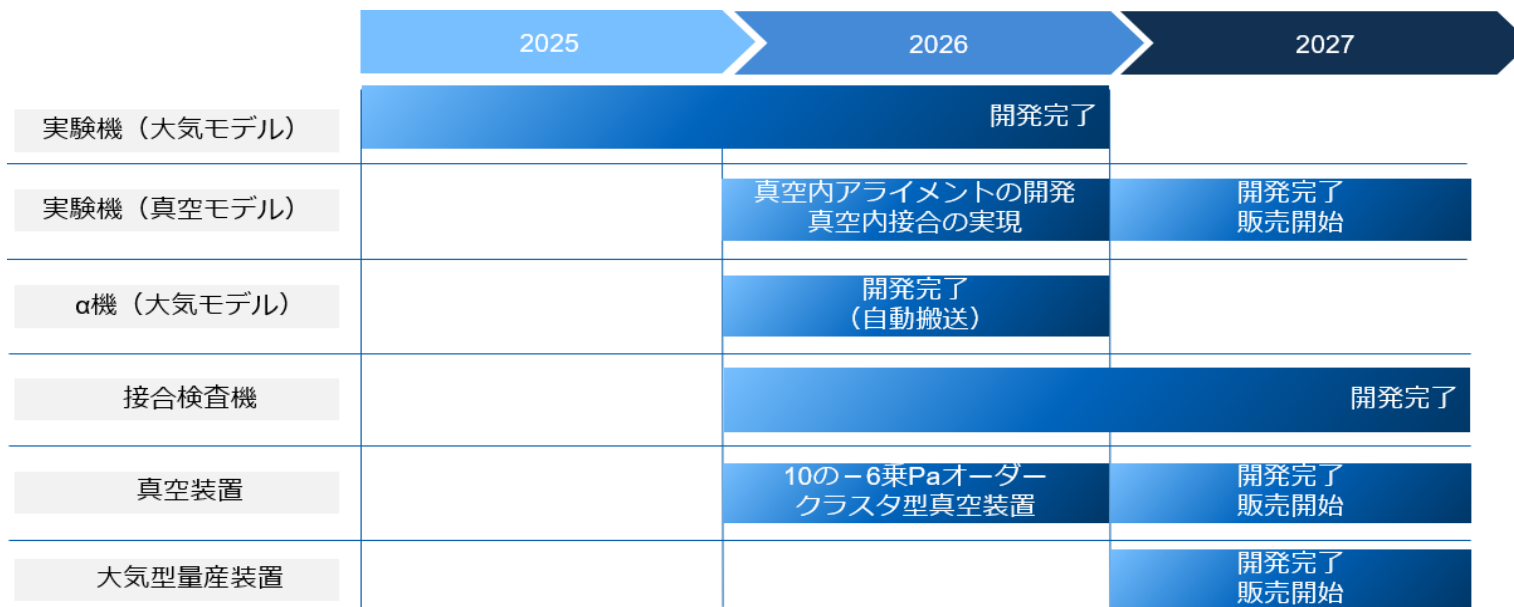 2025
2026
2027
実験機（大気モデル）
開発完了
実験機（真空モデル）
真空内アライメントの開発
真空内接合の実現
開発完了
販売開始
α機（大気モデル）
開発完了
（自動搬送）
接合検査機
開発完了
真空装置
10の－6乗Paオーダー
クラスタ型真空装置
開発完了
販売開始
大気型量産装置
開発完了
販売開始